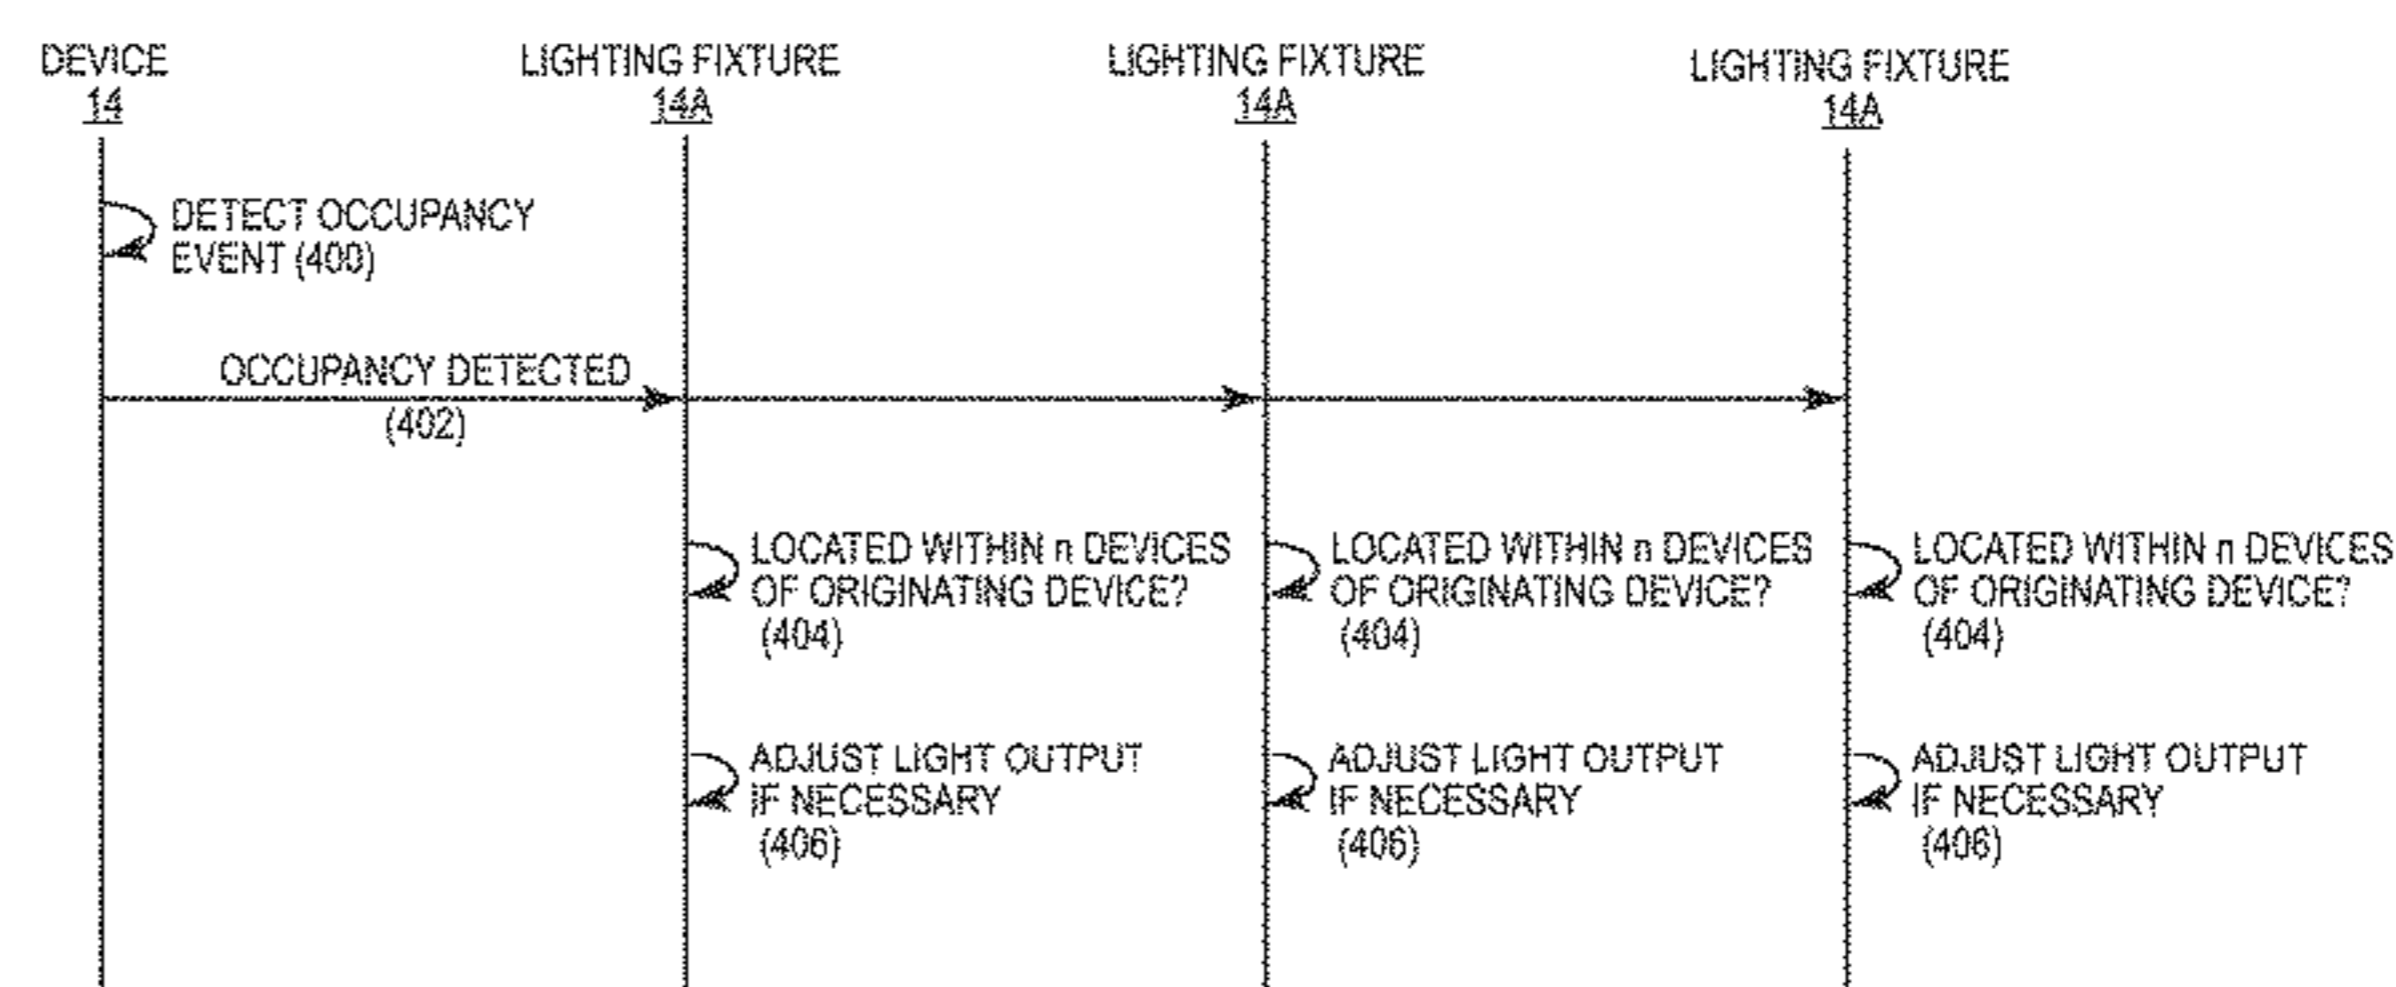 DEVICE
14
LIGHTING FIXTURE
14A
LIGHTING FIXTURE
14A
LIGHTING FIXTURE
14A
DETECT OCCUPANCY
EVENT (400)
OCCUPANCY DETECTED
(402)
LOCATED WITHIN n DEVICES
OF ORIGINATING DEVICE?
(404)
LOCATED WITHIN n DEVICES
OF ORIGINATING DEVICE?
(404)
LOCATED WITHIN n DEVICES
OF ORIGINATING DEVICE?
(404)
ADJUST LIGHT OUTPUT
IF NECESSARY
(406)
ADJUST LIGHT OUTPUT
IF NECESSARY
(406)
ADJUST LIGHT OUTPUT
IF NECESSARY
(406)